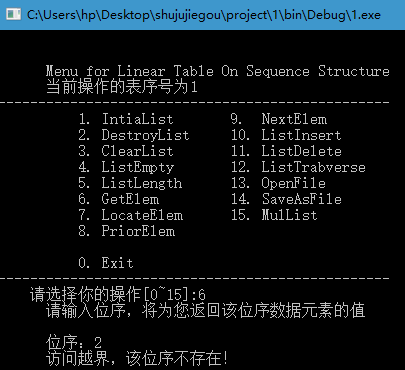 C:\Users\hp\Desktop\shujujiegou\project\1\bin\Debug\1.exe
Menu for Linear Table On Sequence Structure
当前操作的表序号为1
-------------------------------------------------
1. IntiaList 9. NextElem
2. DestroyList 10. ListInsert
3. ClearList 11. ListDelete
4. ListEmpty 12. ListTrabverse
5. ListLength 13. OpenFile
6. GetElem 14. SaveAsFile
7. LocateElem 15. MulList
8. PriorElem
0. Exit
-------------------------------------------------
请选择你的操作[0~15]:6
请输入位序，将为您返回该位序数据元素的值
位序：2
访问越界，该位序不存在!